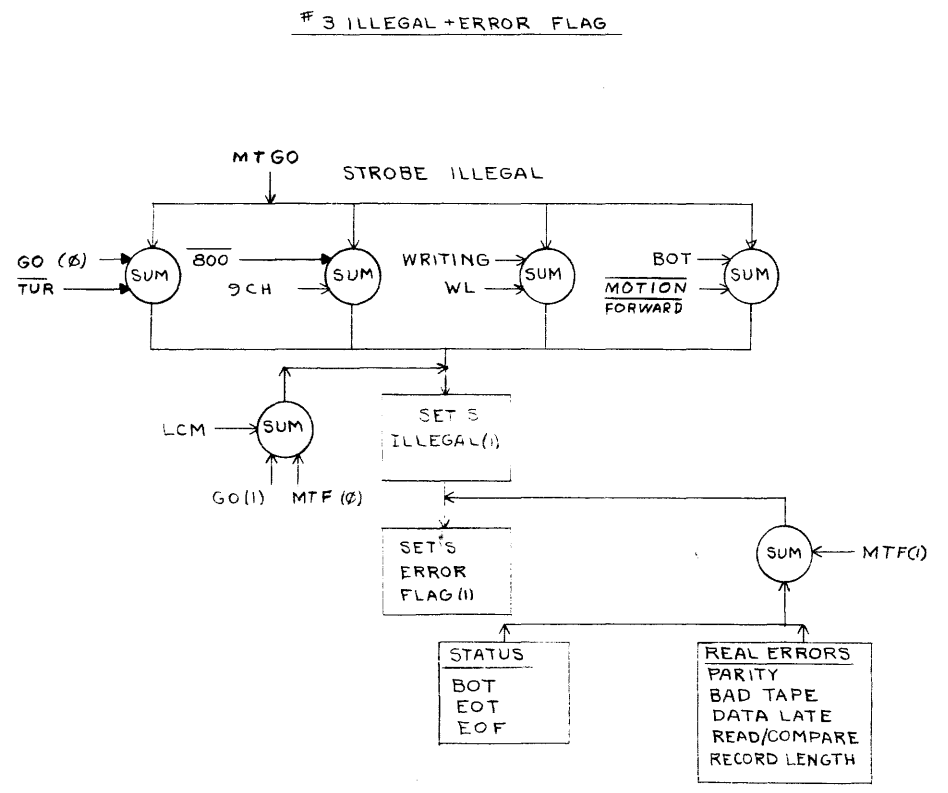 # 3 ILLEGAL + ERROR FLAG
MTGO
STROBE ILLEGAL
GO (Ø)
TUR
SUM
800
9CH
SUM
WRITING
WL
SUM
BOT
MOTION
FORWARD
SUM
LCM
SUM
GO(1) MTF(Ø)
SET S
ILLEGAL(1)
SET'S
ERROR
FLAG(1)
SUM
MTF(1)
STATUS
BOT
EOT
EOF
REAL ERRORS
PARITY
BAD TAPE
DATA LATE
READ/COMPARE
RECORD LENGTH